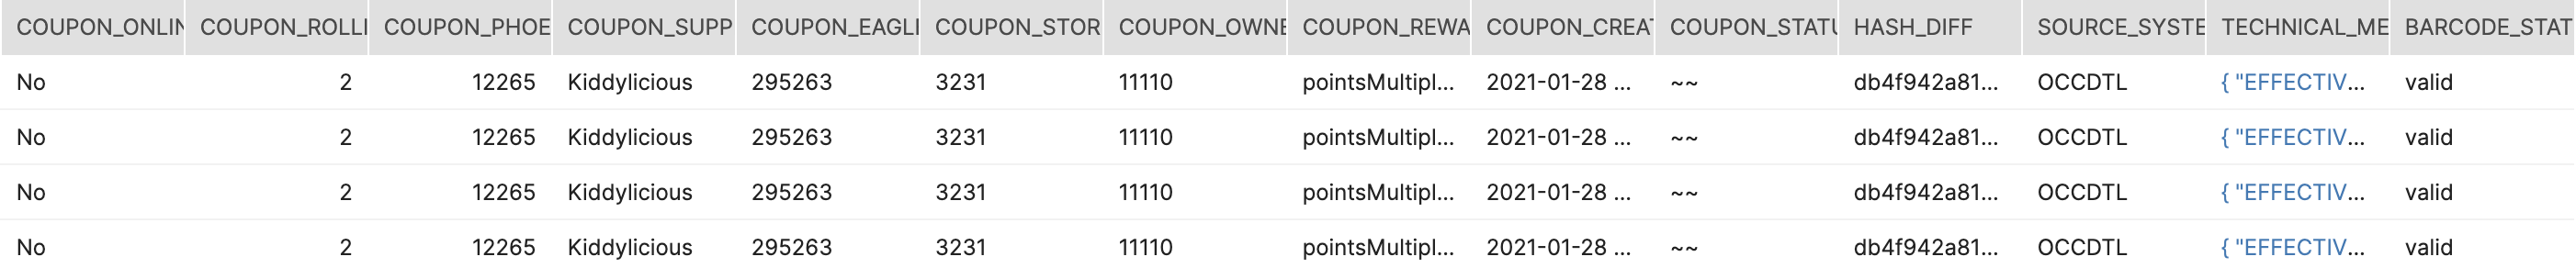 COUPON_ONLIN COUPON_ROLLI COUPON_PHOE COUPON_SUPP COUPON_EAGLI COUPON_STOR COUPON_OWNE COUPON_REWA COUPON_CREAT COUPON_STATU HASH_DIFF SOURCE_SYSTE TECHNICAL_ME BARCODE_STAT
No 2 12265 Kiddylicious 295263 3231 11110 pointsMultipl... 2021-01-28 ... ~~ db4f942a81... OCCDTL { "EFFECTIV... valid
No 2 12265 Kiddylicious 295263 3231 11110 pointsMultipl... 2021-01-28 ... ~~ db4f942a81... OCCDTL { "EFFECTIV... valid
No 2 12265 Kiddylicious 295263 3231 11110 pointsMultipl... 2021-01-28 ... ~~ db4f942a81... OCCDTL { "EFFECTIV... valid
No 2 12265 Kiddylicious 295263 3231 11110 pointsMultipl... 2021-01-28 ... ~~ db4f942a81... OCCDTL { "EFFECTIV... valid